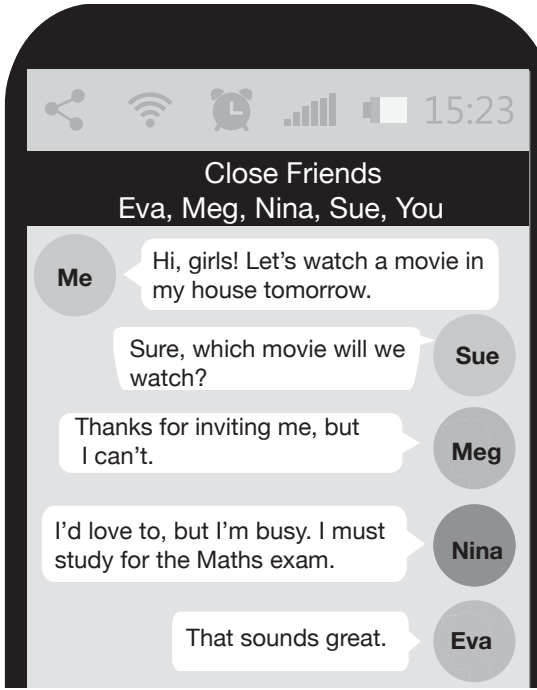 15:23
Close Friends
Eva, Meg, Nina, Sue, You
Me
Hi, girls! Let’s watch a movie in
my house tomorrow.
Sure, which movie will we
watch?
Sue
Thanks for inviting me, but
I can’t.
Meg
I’d love to, but I’m busy. I must
study for the Maths exam.
Nina
That sounds great.
Eva